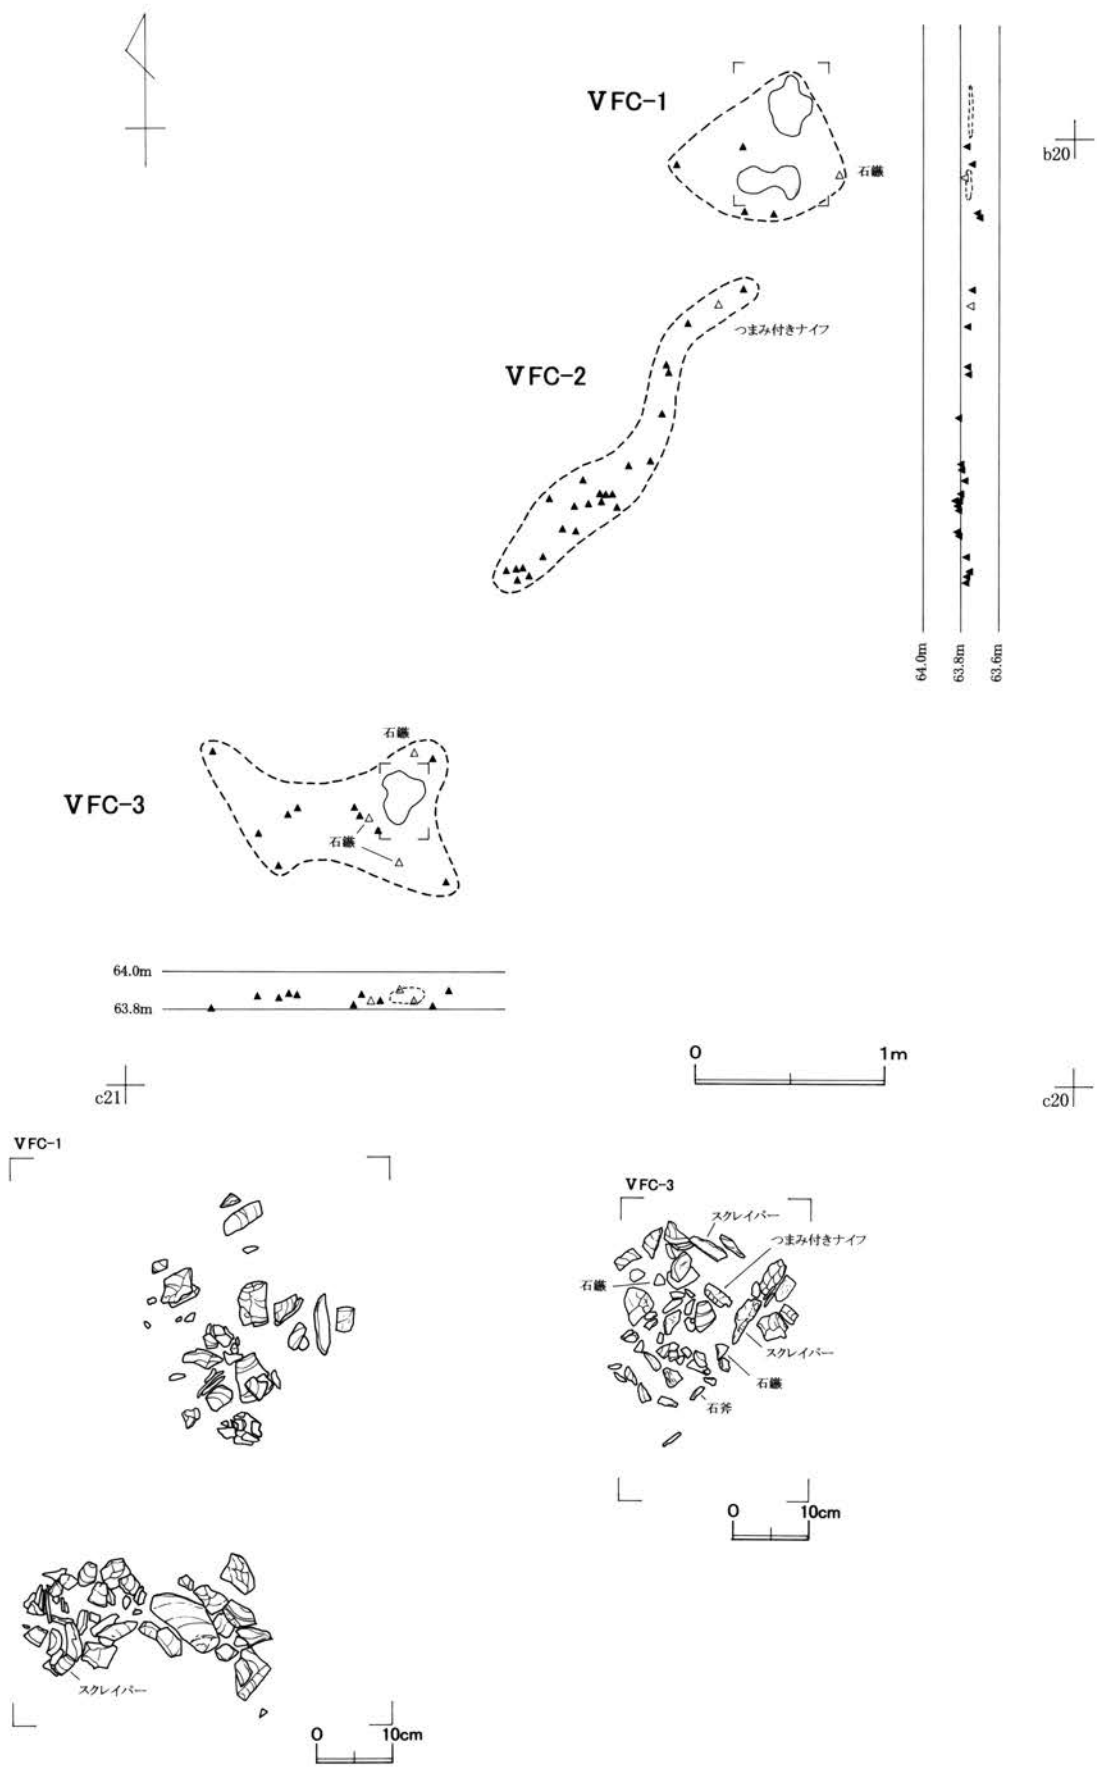 VFC-1
b20
石鏃
つまみ付きナイフ
VFC-2
64.0m
63.8m
63.6m
石鏃
VFC-3
石鏃
64.0m
63.8m
0 1m
c21
c20
VFC-1
VFC-3
スクレイパー
つまみ付きナイフ
石鏃
スクレイパー
石鏃
石斧
0 10cm
スクレイパー
0 10cm